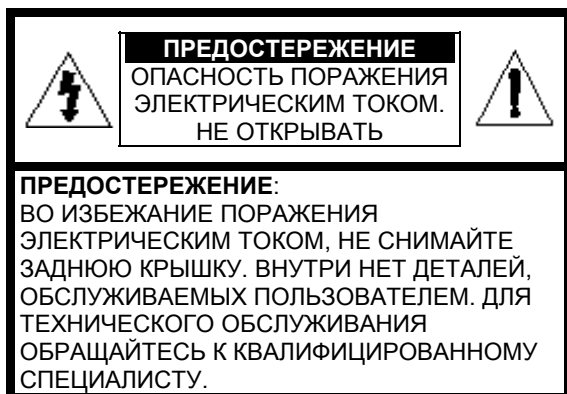 ПРЕДОСТЕРЕЖЕНИЕ
ОПАСНОСТЬ ПОРАЖЕНИЯ
ЭЛЕКТРИЧЕСКИМ ТОКОМ.
НЕ ОТКРЫВАТЬ
ПРЕДОСТЕРЕЖЕНИЕ:
ВО ИЗБЕЖАНИЕ ПОРАЖЕНИЯ
ЭЛЕКТРИЧЕСКИМ ТОКОМ, НЕ СНИМАЙТЕ
ЗАДНЮЮ КРЫШКУ. ВНУТРИ НЕТ ДЕТАЛЕЙ,
ОБСЛУЖИВАЕМЫХ ПОЛЬЗОВАТЕЛЕМ. ДЛЯ
ТЕХНИЧЕСКОГО ОБСЛУЖИВАНИЯ
ОБРАЩАЙТЕСЬ К КВАЛИФИЦИРОВАННОМУ
СПЕЦИАЛИСТУ.